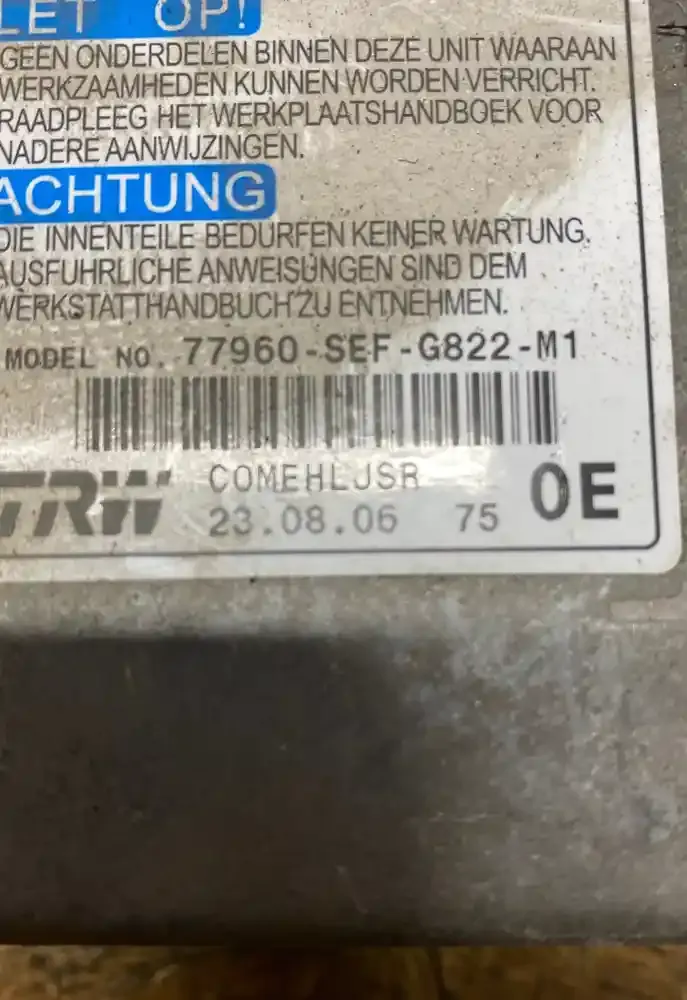 LET OP!
GEEN ONDERDELEN BINNEN DEZE UNIT WAARAAN
WERKZAAMHEDEN KUNNEN WORDEN VERRICHT.
RAADPLEEG HET WERKPLAATSHANDBOEK VOOR
NADERE AANWIJZINGEN.
ACHTUNG
DIE INNENTEILE BEDURFEN KEINER WARTUNG.
AUSFUHRLICHE ANWEISUNGEN SIND DEM
WERKSTATTHANDBUCH ZU ENTNEHMEN.
MODEL NO. 77960-SEF-G822-M1
TRW COMEHLJSR
23.08.06 75 0E